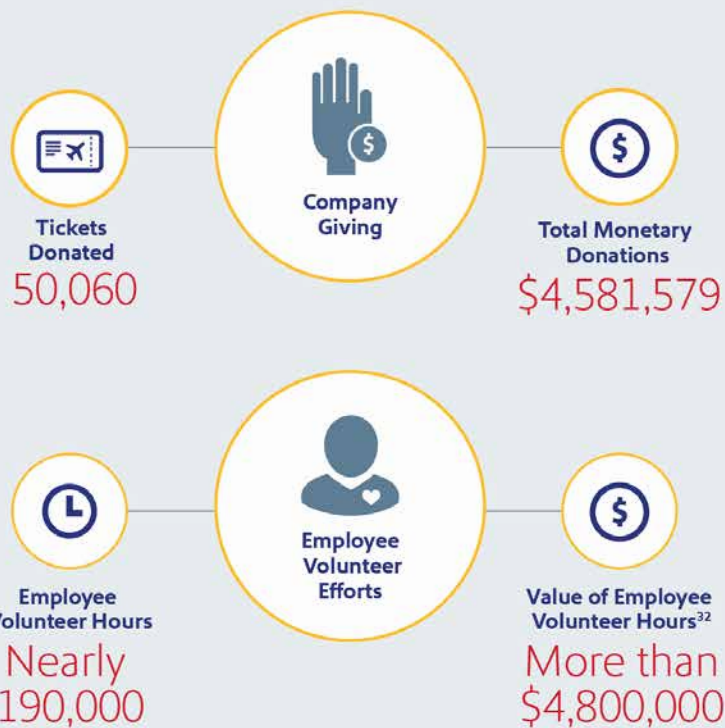 Company
Giving
Tickets
Donated
50,060
Total Monetary
Donations
$4,581,579
Employee
Volunteer
Efforts
Employee
Volunteer Hours
Nearly
190,000
Value of Employee
Volunteer Hours³²
More than
$4,800,000